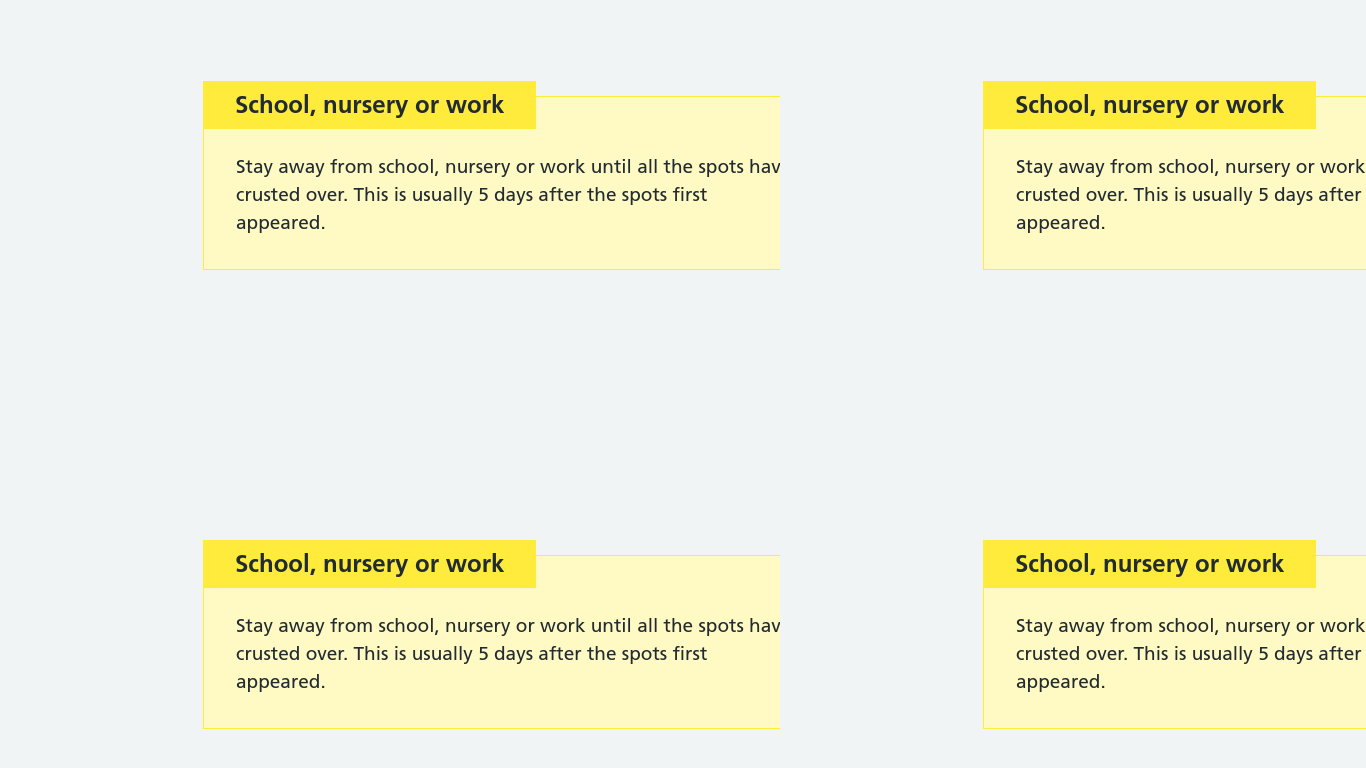 School, nursery or work
Stay away from school, nursery or work until all the spots hav
crusted over. This is usually 5 days after the spots first
appeared.
School, nursery or work
Stay away from school, nursery or work
crusted over. This is usually 5 days after
appeared.
School, nursery or work
Stay away from school, nursery or work until all the spots hav
crusted over. This is usually 5 days after the spots first
appeared.
School, nursery or work
Stay away from school, nursery or work
crusted over. This is usually 5 days after
appeared.